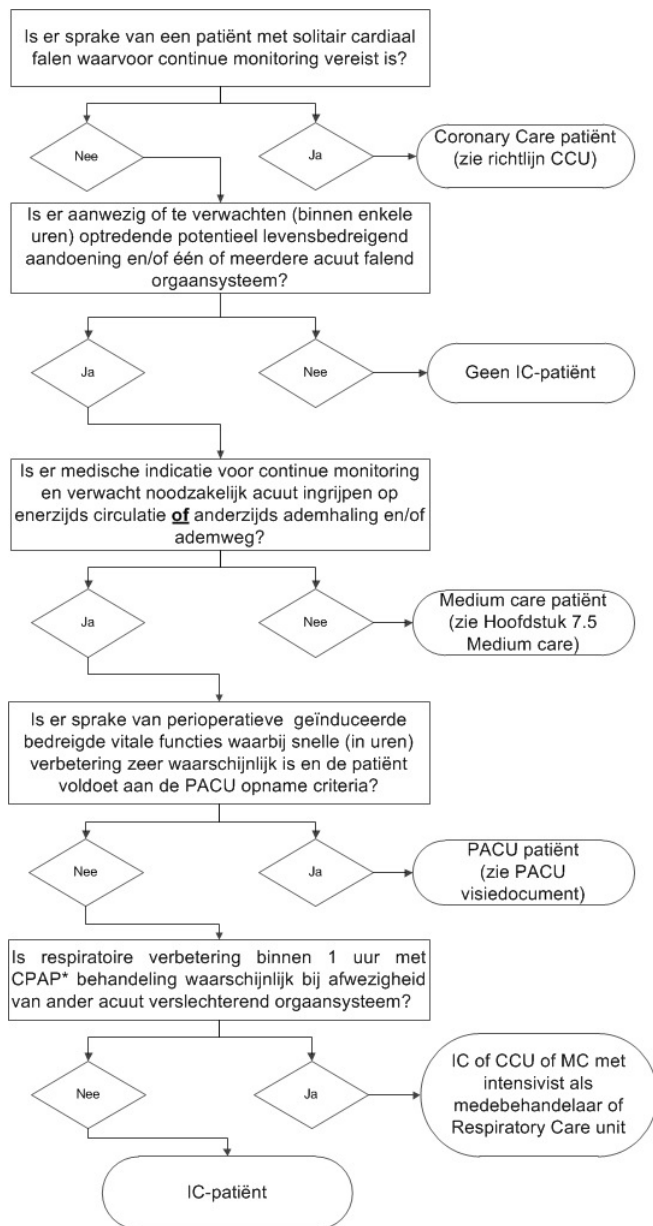 Is er sprake van een patiënt met solitair cardiaal
falen waarvoor continue monitoring vereist is?
Nee
Ja
Coronary Care patiënt
(zie richtlijn CCU)
Is er aanwezig of te verwachten (binnen enkele
uren) optredende potentieel levensbedreigend
aandoening en/of één of meerdere acuut falend
orgaansysteem?
Ja
Nee
Geen IC-patiënt
Is er medische indicatie voor continue monitoring
en verwacht noodzakelijk acuut ingrijpen op
enerzijds circulatie of anderzijds ademhaling en/of
ademweg?
Ja
Nee
Medium care patiënt
(zie Hoofdstuk 7.5
Medium care)
Is er sprake van perioperatieve geïnduceerde
bedreigde vitale functies waarbij snelle (in uren)
verbetering zeer waarschijnlijk is en de patiënt
voldoet aan de PACU opname criteria?
Nee
Ja
PACU patiënt
(zie PACU
visiedocument)
Is respiratoire verbetering binnen 1 uur met
CPAP* behandeling waarschijnlijk bij afwezigheid
van ander acuut verslechterend orgaansysteem?
Nee
Ja
IC of CCU of MC met
intensivist als
medebehandelaar of
Respiratory Care unit
IC-patiënt